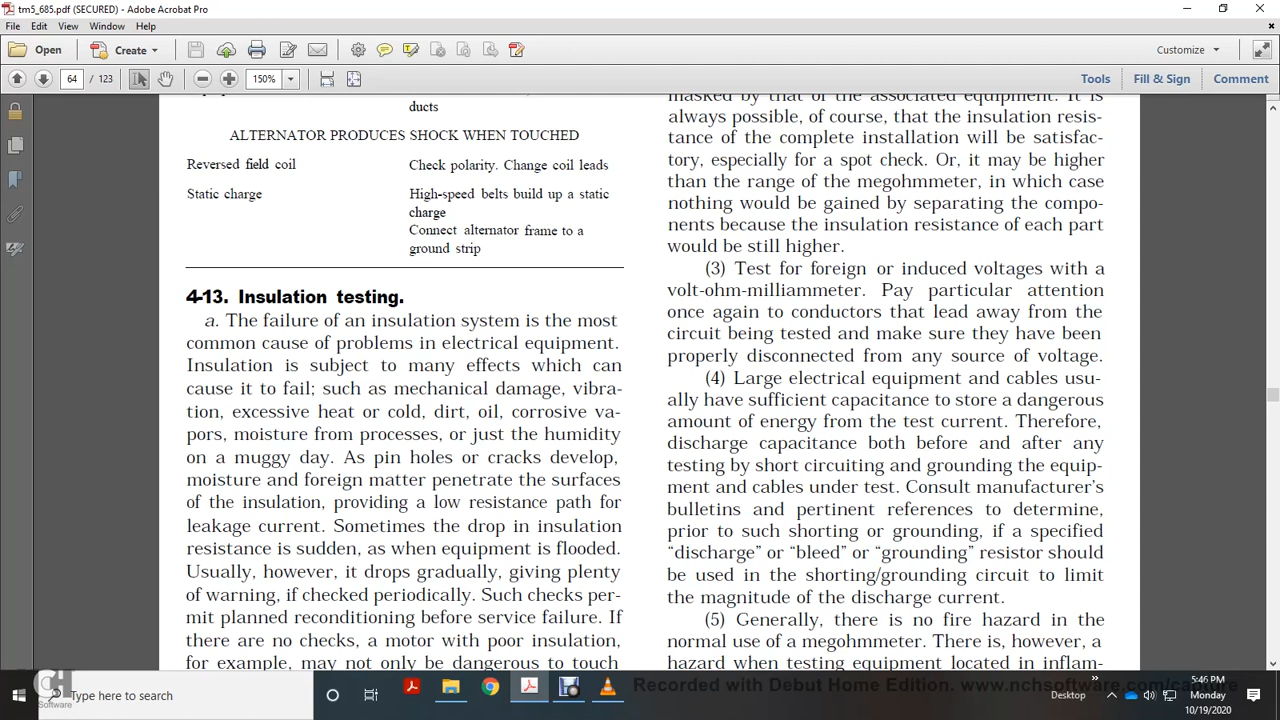 tm5_685.pdf (SECURED) - Adobe Acrobat Pro
File Edit View Window Help
Open Create Customize
64 / 123 150% Tools Fill & Sign Comment
ducts
ALTERNATOR PRODUCES SHOCK WHEN TOUCHED
Reversed field coil Check polarity. Change coil leads
Static charge High-speed belts build up a static
charge
Connect alternator frame to a
ground strip
4-13. Insulation testing.
a. The failure of an insulation system is the most
common cause of problems in electrical equipment.
Insulation is subject to many effects which can
cause it to fail; such as mechanical damage, vibra-
tion, excessive heat or cold, dirt, oil, corrosive va-
pors, moisture from processes, or just the humidity
on a muggy day. As pin holes or cracks develop,
moisture and foreign matter penetrate the surfaces
of the insulation, providing a low resistance path for
leakage current. Sometimes the drop in insulation
resistance is sudden, as when equipment is flooded.
Usually, however, it drops gradually, giving plenty
of warning, if checked periodically. Such checks per-
mit planned reconditioning before service failure. If
there are no checks, a motor with poor insulation,
for example, may not only be dangerous to touch
masked by that of the associated equipment. It is
always possible, of course, that the insulation resis-
tance of the complete installation will be satisfac-
tory, especially for a spot check. Or, it may be higher
than the range of the megohmmeter, in which case
nothing would be gained by separating the compo-
nents because the insulation resistance of each part
would be still higher.
(3) Test for foreign or induced voltages with a
volt-ohm-milliammeter. Pay particular attention
once again to conductors that lead away from the
circuit being tested and make sure they have been
properly disconnected from any source of voltage.
(4) Large electrical equipment and cables usu-
ally have sufficient capacitance to store a dangerous
amount of energy from the test current. Therefore,
discharge capacitance both before and after any
testing by short circuiting and grounding the equip-
ment and cables under test. Consult manufacturer's
bulletins and pertinent references to determine,
prior to such shorting or grounding, if a specified
“discharge” or “bleed” or “grounding” resistor should
be used in the shorting/grounding circuit to limit
the magnitude of the discharge current.
(5) Generally, there is no fire hazard in the
normal use of a megohmmeter. There is, however, a
hazard when testing equipment located in inflam-
Recorded with Debut Home Edition. www.nchsoftware.com/capture
CH
Software
Type here to search
Desktop
5:46 PM
Monday
10/19/2020